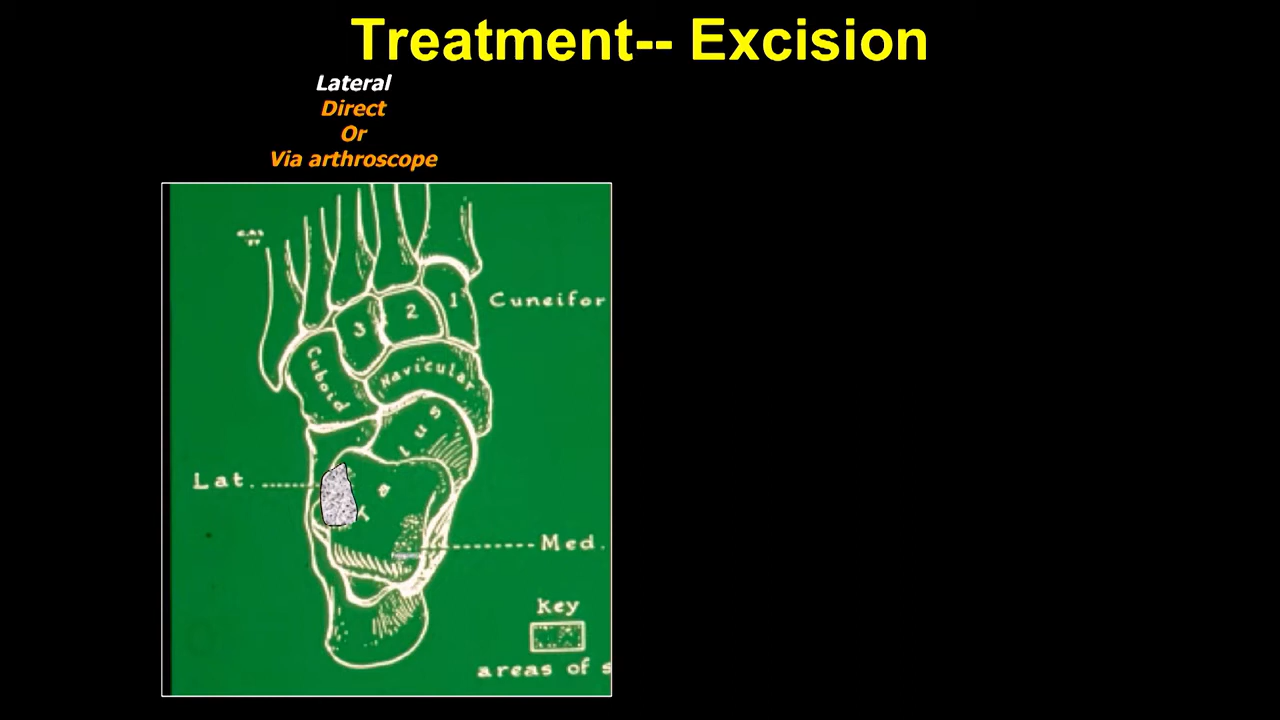 Treatment-- Excision
Lateral
Direct
Or
Via arthroscope
1
Cuneifor
2
3
Cuboid
Navicular
Talus
Lat.
Med.
Key
areas of s